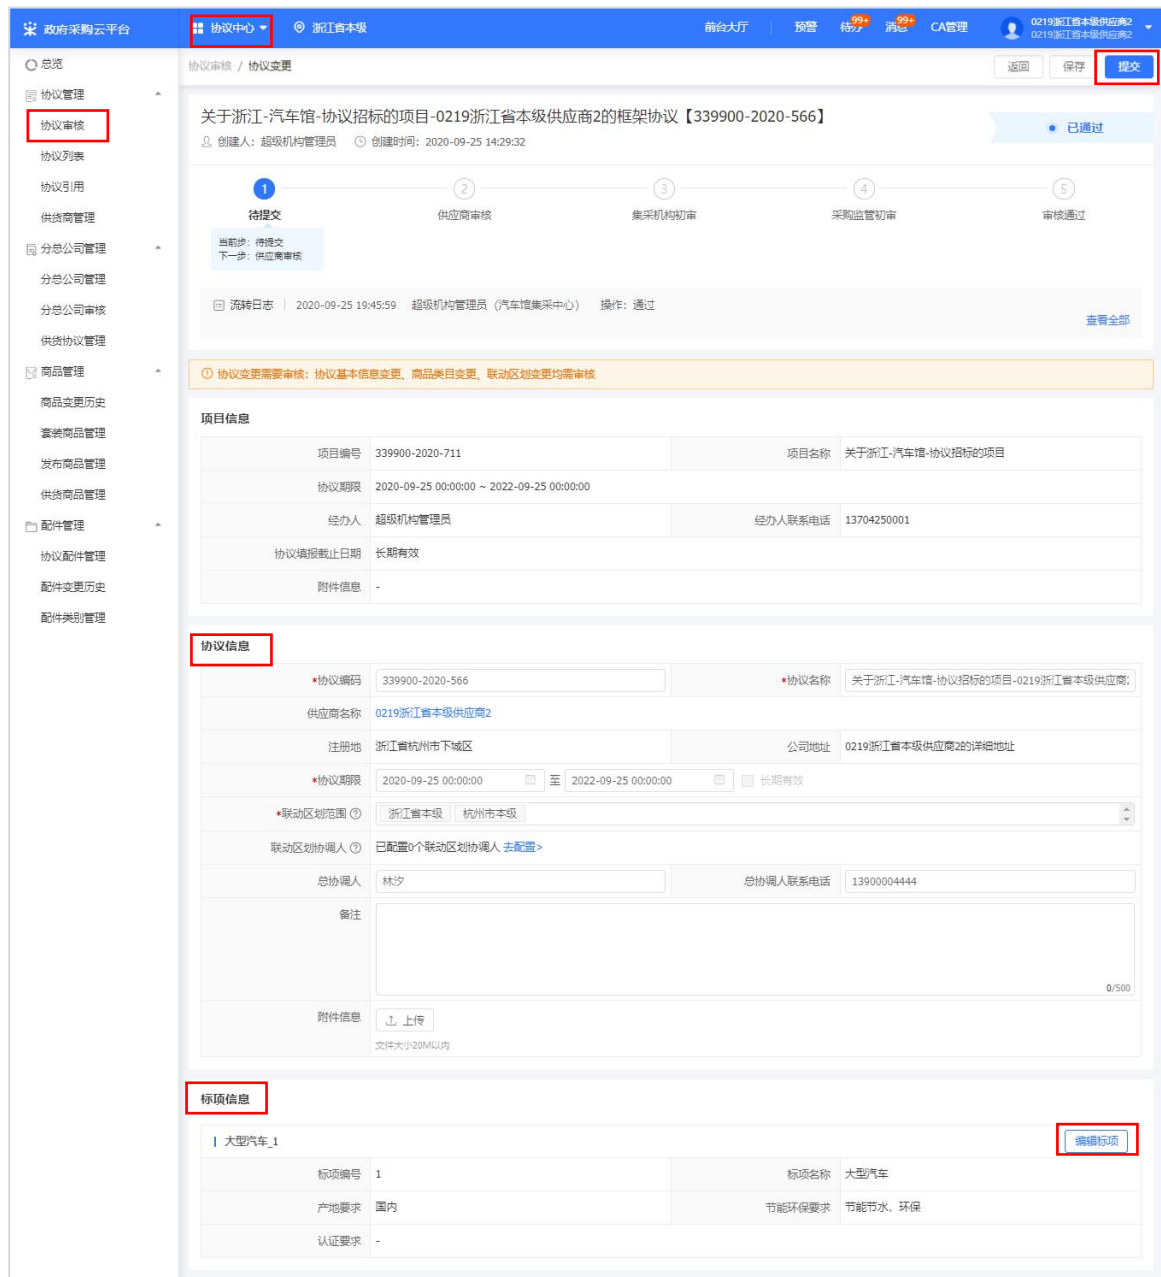 政府采购云平台
协议中心
浙江省本级
前台大厅
预警
待办
99+
消息
99+
CA管理
0219浙江省本级供应商2
0219浙江省本级供应商2
总览
协议管理
协议审核
协议列表
协议引用
供货商管理
分总公司管理
分总公司管理
分总公司审核
供货协议管理
商品管理
商品变更历史
套装商品管理
发布商品管理
供货商品管理
配件管理
协议配件管理
配件变更历史
配件类别管理
协议审核 / 协议变更
返回
保存
提交
关于浙江-汽车馆-协议招标的项目-0219浙江省本级供应商2的框架协议【339900-2020-566】
创建人：超级机构管理员 创建时间：2020-09-25 14:29:32
已通过
1
2
3
4
5
待提交
供应商审核
集采机构初审
采购监管初审
审核通过
当前步：待提交
下一步：供应商审核
流转日志 2020-09-25 19:45:59 超级机构管理员（汽车馆集采中心） 操作：通过
查看全部
协议变更需要审核：协议基本信息变更、商品类目变更、联动区划变更均需审核
项目信息
项目编号 339900-2020-711 项目名称 关于浙江-汽车馆-协议招标的项目
协议期限 2020-09-25 00:00:00 ~ 2022-09-25 00:00:00
经办人 超级机构管理员 经办人联系电话 13704250001
协议填报截止日期 长期有效
附件信息 -
协议信息
*协议编码 339900-2020-566 *协议名称 关于浙江-汽车馆-协议招标的项目-0219浙江省本级供应商
供应商名称 0219浙江省本级供应商2
注册地 浙江省杭州市下城区 公司地址 0219浙江省本级供应商2的详细地址
*协议期限 2020-09-25 00:00:00 至 2022-09-25 00:00:00 长期有效
*联动区划范围 浙江省本级 杭州市本级
联动区划协调人 已配置0个联动区划协调人 去配置>
总协调人 林汐 总协调人联系电话 13900004444
备注
0/500
附件信息 上传
文件大小20M以内
标项信息
大型汽车_1
编辑标项
标项编号 1 标项名称 大型汽车
产地要求 国内 节能环保要求 节能节水，环保
认证要求 -